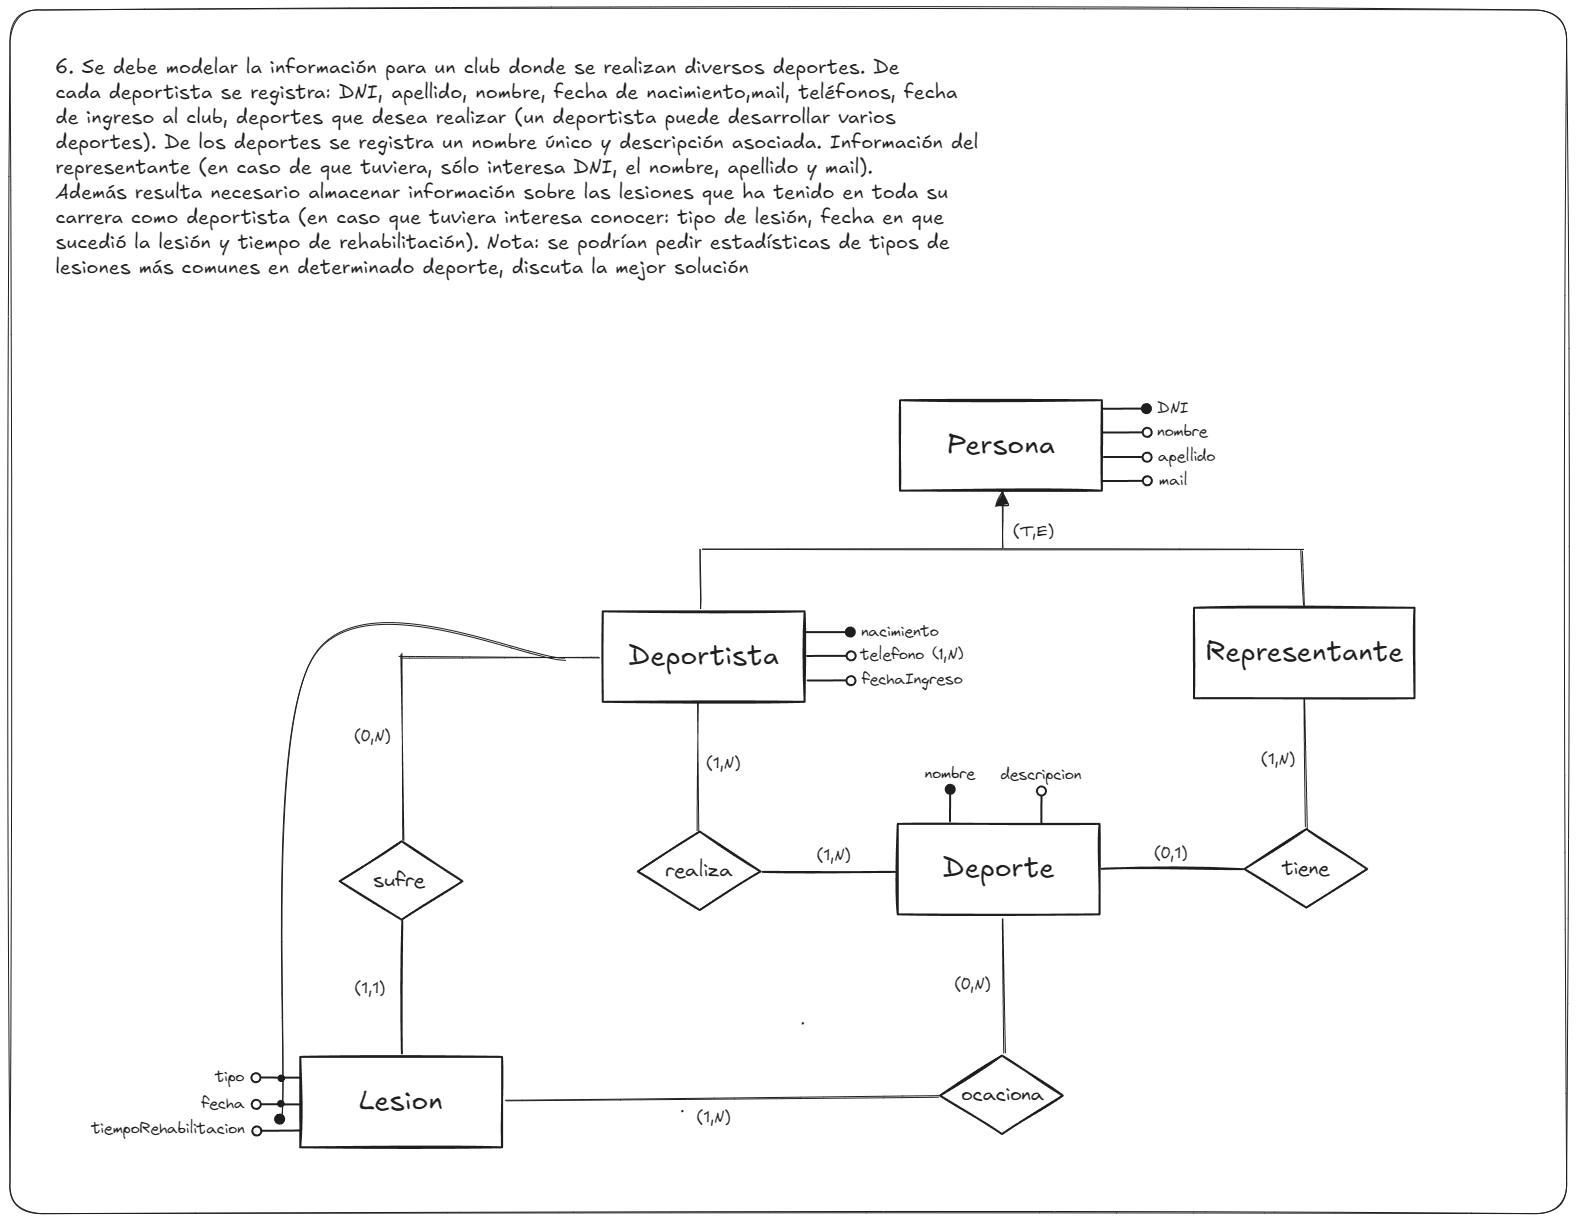 6. Se debe modelar la información para un club donde se realizan diversos deportes. De
cada deportista se registra: DNI, apellido, nombre, fecha de nacimiento,mail, teléfonos, fecha
de ingreso al club, deportes que desea realizar (un deportista puede desarrollar varios
deportes). De los deportes se registra un nombre único y descripción asociada. Información del
representante (en caso de que tuviera, sólo interesa DNI, el nombre, apellido y mail).
Además resulta necesario almacenar información sobre las lesiones que ha tenido en toda su
carrera como deportista (en caso que tuviera interesa conocer: tipo de lesión, fecha en que
sucedió la lesión y tiempo de rehabilitación). Nota: se podrían pedir estadísticas de tipos de
lesiones más comunes en determinado deporte, discuta la mejor solución
Persona
DNI
nombre
apellido
mail
(T,E)
Deportista
nacimiento
telefono (1,N)
fechaIngreso
Representante
(0,N)
(1,N)
(1,N)
nombre
descripcion
sufre
realiza
(1,N)
Deporte
(0,1)
tiene
(1,1)
(0,N)
tipo
fecha
tiempoRehabilitacion
Lesion
(1,N)
ocaciona